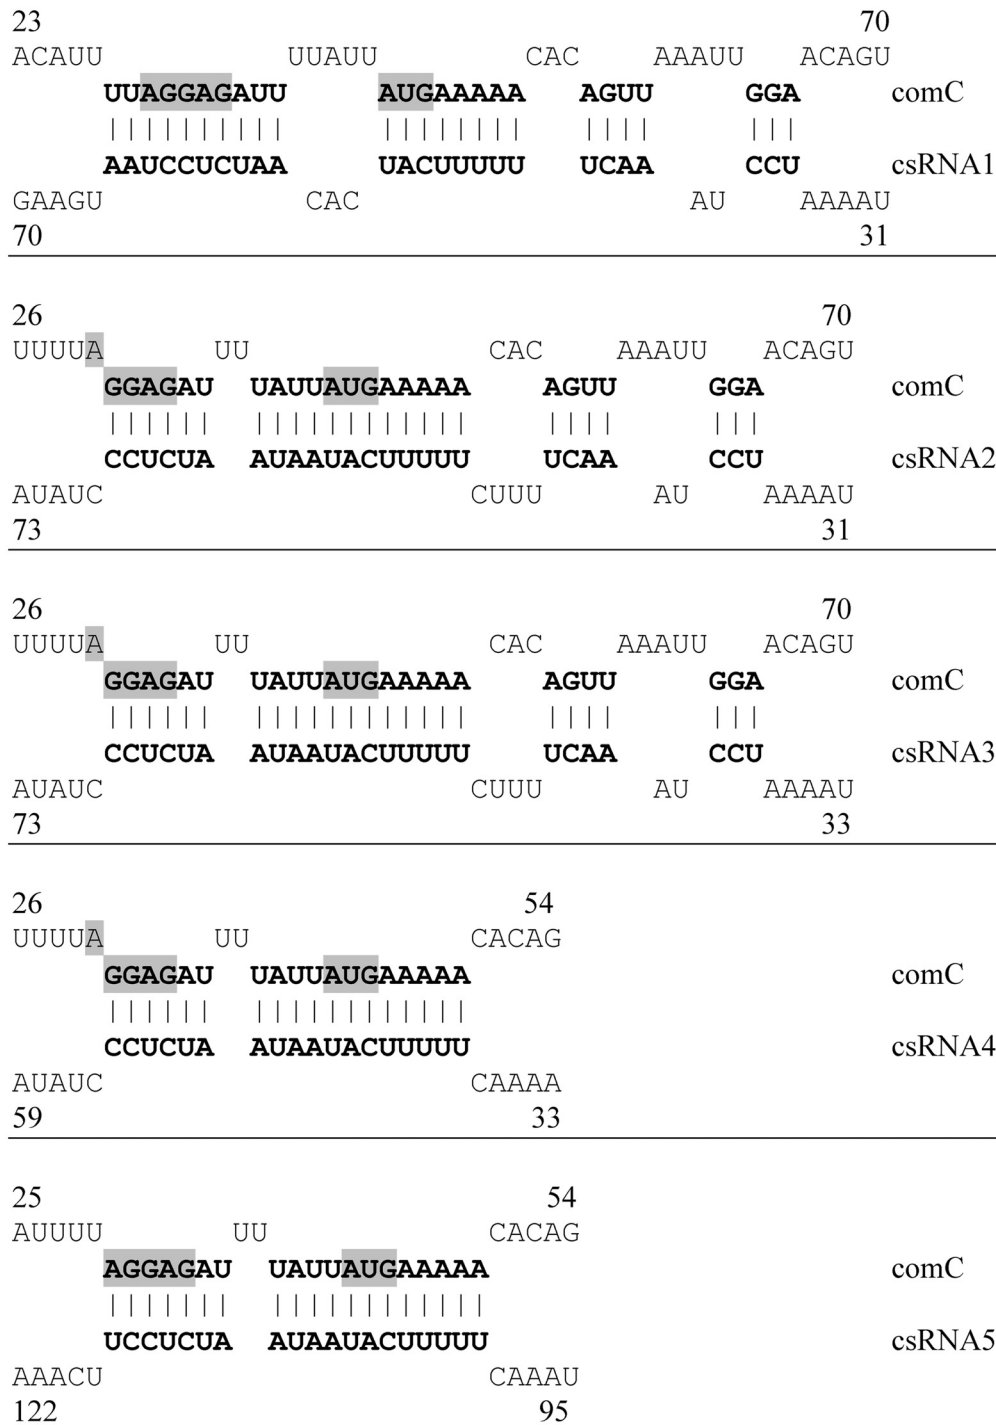 23 70
ACAUU UUAUU CAC AAAUU ACAGU
UUAGGAGAUU AUGAAAAA AGUU GGA comC
| | | | | | | | | | | | | | | | | | | | | | | | |
AAUCCUCUAA UACUUUUU UCAA CCU csRNA1
GAAGU CAC AU AAAAU
70 31
26 70
UUUUA UU CAC AAAUU ACAGU
GGAGAU UAUUAUGAAAAA AGUU GGA comC
| | | | | | | | | | | | | | | | | | | | | | | | |
CCUCUA AUAAUACUUUUU UCAA CCU csRNA2
AUAUC CUUU AU AAAAU
73 31
26 70
UUUUA UU CAC AAAUU ACAGU
GGAGAU UAUUAUGAAAAA AGUU GGA comC
| | | | | | | | | | | | | | | | | | | | | | | | |
CCUCUA AUAAUACUUUUU UCAA CCU csRNA3
AUAUC CUUU AU AAAAU
73 33
26 54
UUUUA UU CACAG
GGAGAU UAUUAUGAAAAA comC
| | | | | | | | | | | | | | | | | |
CCUCUA AUAAUACUUUUU csRNA4
AUAUC CAAAA
59 33
25 54
AUUUU UU CACAG
AGGAGAU UAUUAUGAAAAA comC
| | | | | | | | | | | | | | | | | | |
UCCUCUA AUAAUACUUUUU csRNA5
AAACU CAAAU
122 95